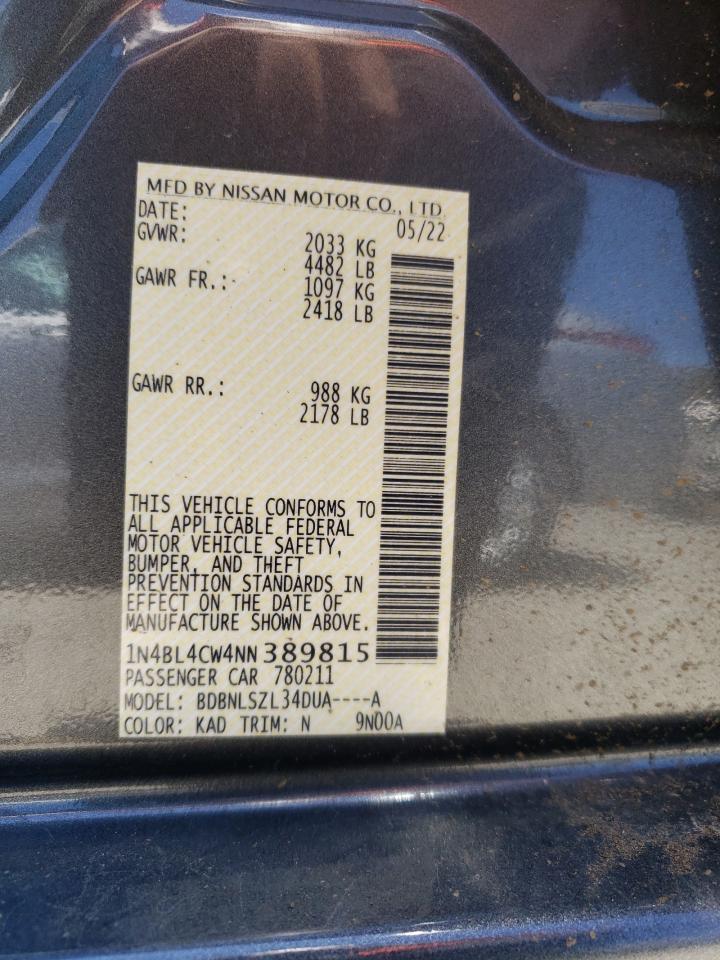 MFD BY NISSAN MOTOR CO., LTD.
DATE: 05/22
GVWR: 2033 KG
4482 LB
GAWR FR.: 1097 KG
2418 LB
GAWR RR.: 988 KG
2178 LB
THIS VEHICLE CONFORMS TO
ALL APPLICABLE FEDERAL
MOTOR VEHICLE SAFETY,
BUMPER, AND THEFT
PREVENTION STANDARDS IN
EFFECT ON THE DATE OF
MANUFACTURE SHOWN ABOVE.
1N4BL4CW4NN389815
PASSENGER CAR 780211
MODEL: BDBNLSZL34DUA----A
COLOR: KAD TRIM: N 9N00A